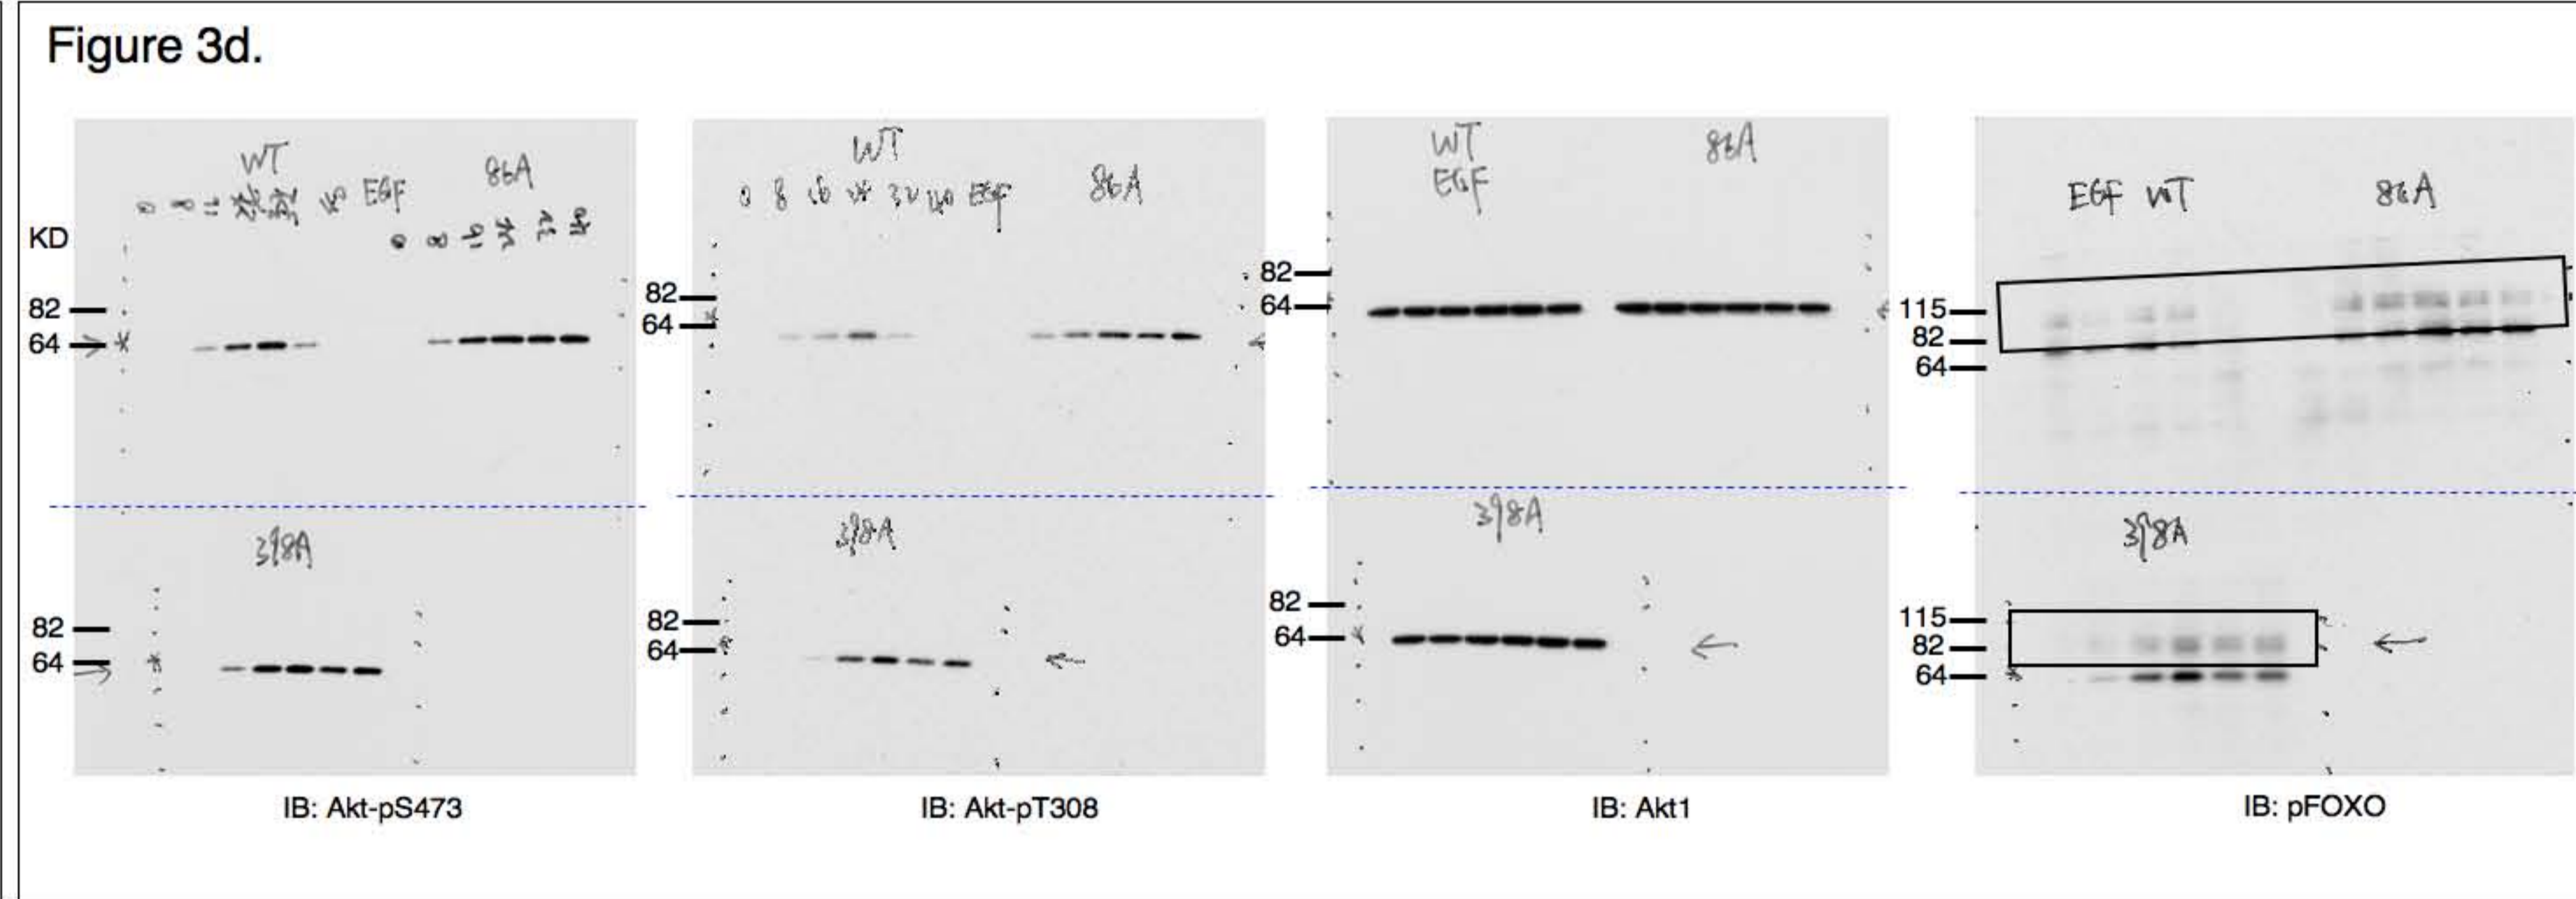 Figure 3d.
WT
EGF
86A
KD
82
64
398A
82
64
IB: Akt-pS473
WT
0 8 16 24 32 40 EGF
86A
82
64
398A
82
64
IB: Akt-pT308
WT
EGF
86A
82
64
398A
82
64
IB: Akt1
EGF WT
86A
115
82
64
398A
115
82
64
IB: pFOXO